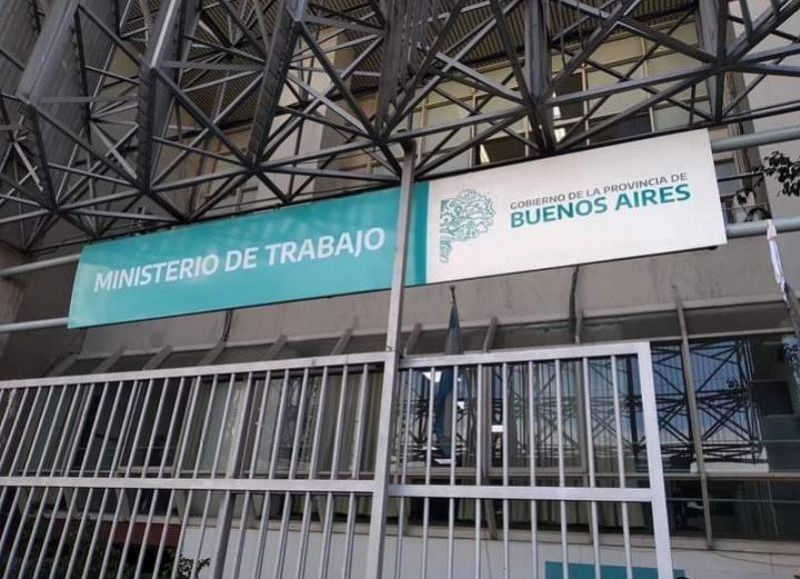 MINISTERIO DE TRABAJO
GOBIERNO DE LA PROVINCIA DE
BUENOS AIRES